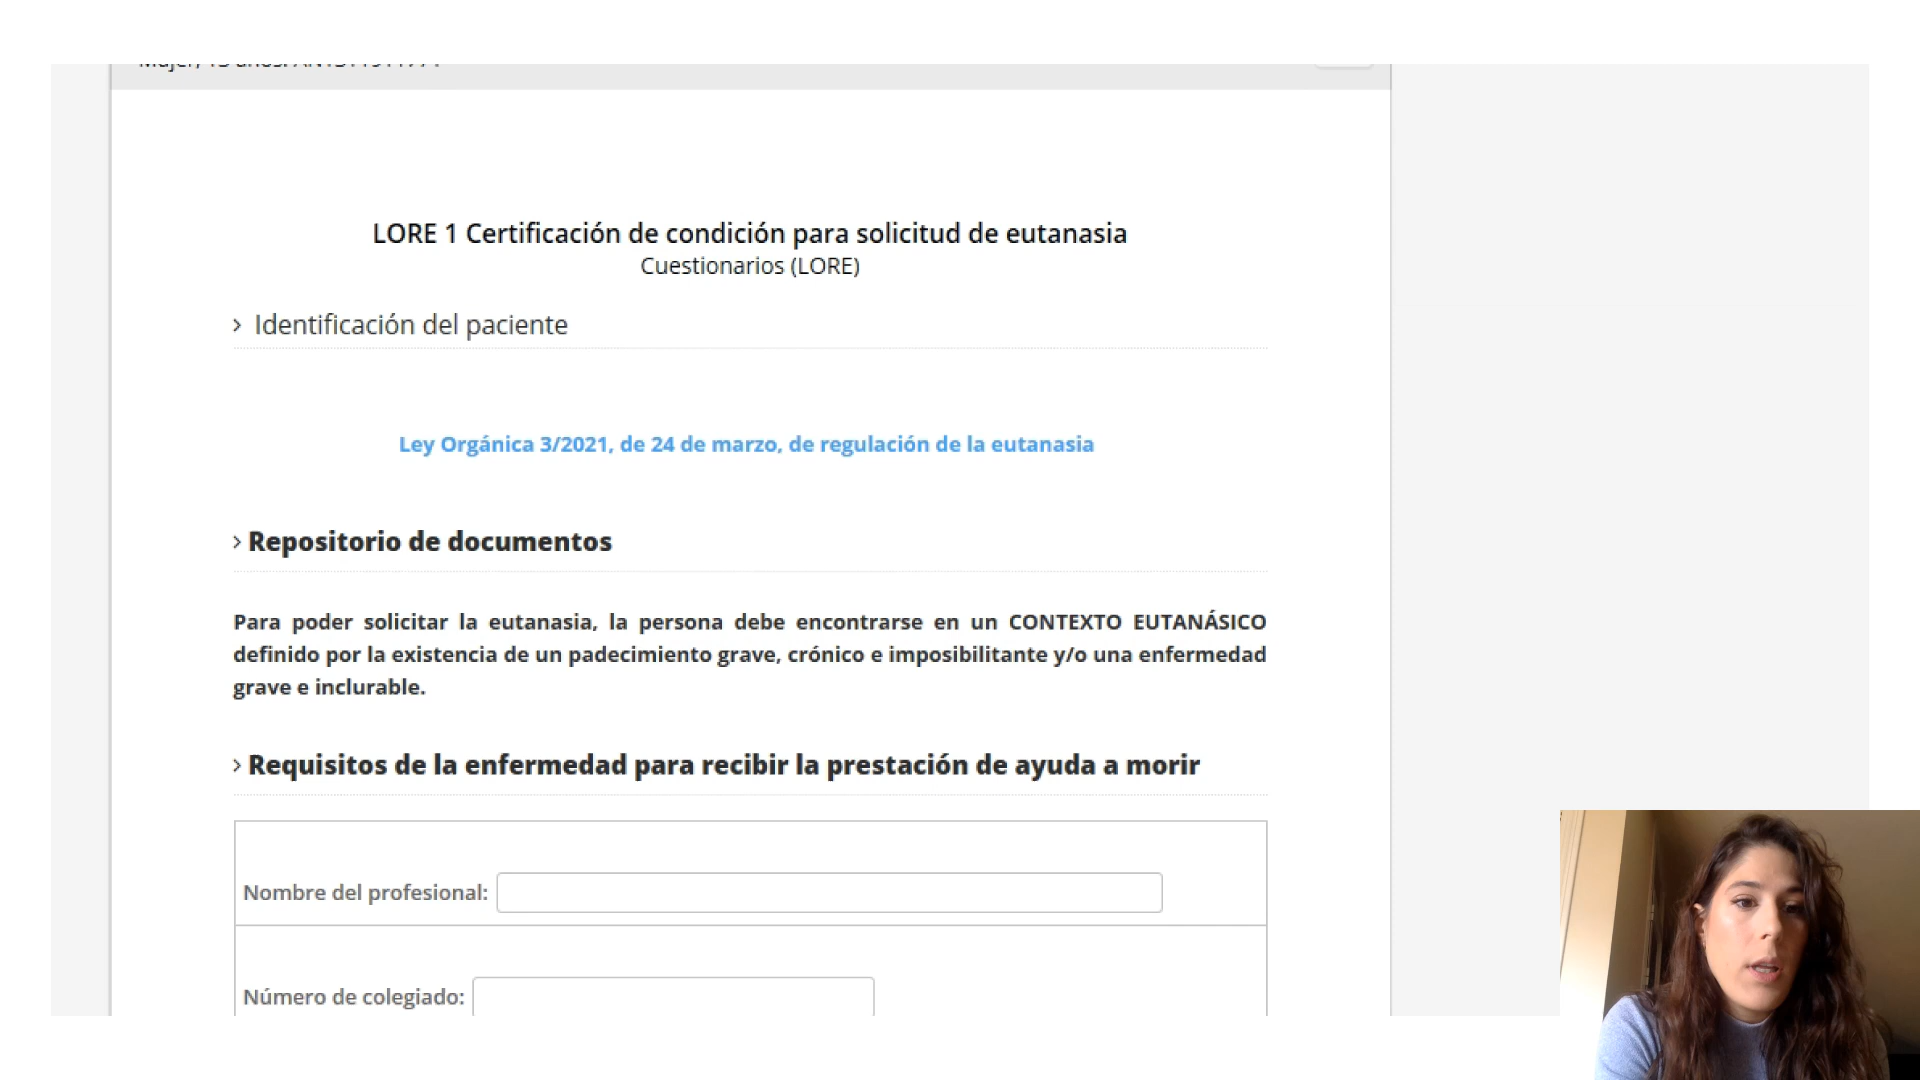 LORE 1 Certificación de condición para solicitud de eutanasia
Cuestionarios (LORE)
Identificación del paciente
Ley Orgánica 3/2021, de 24 de marzo, de regulación de la eutanasia
Repositorio de documentos
Para poder solicitar la eutanasia, la persona debe encontrarse en un CONTEXTO EUTANÁSICO
definido por la existencia de un padecimiento grave, crónico e imposibilitante y/o una enfermedad
grave e inclurable.
Requisitos de la enfermedad para recibir la prestación de ayuda a morir
Nombre del profesional:
Número de colegiado: